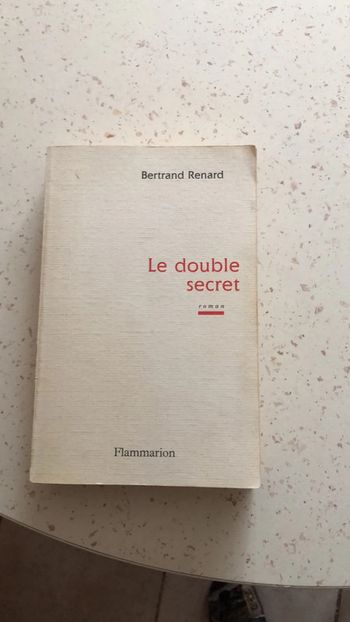 Bertrand Renard
Le double
secret
roman
Flammarion